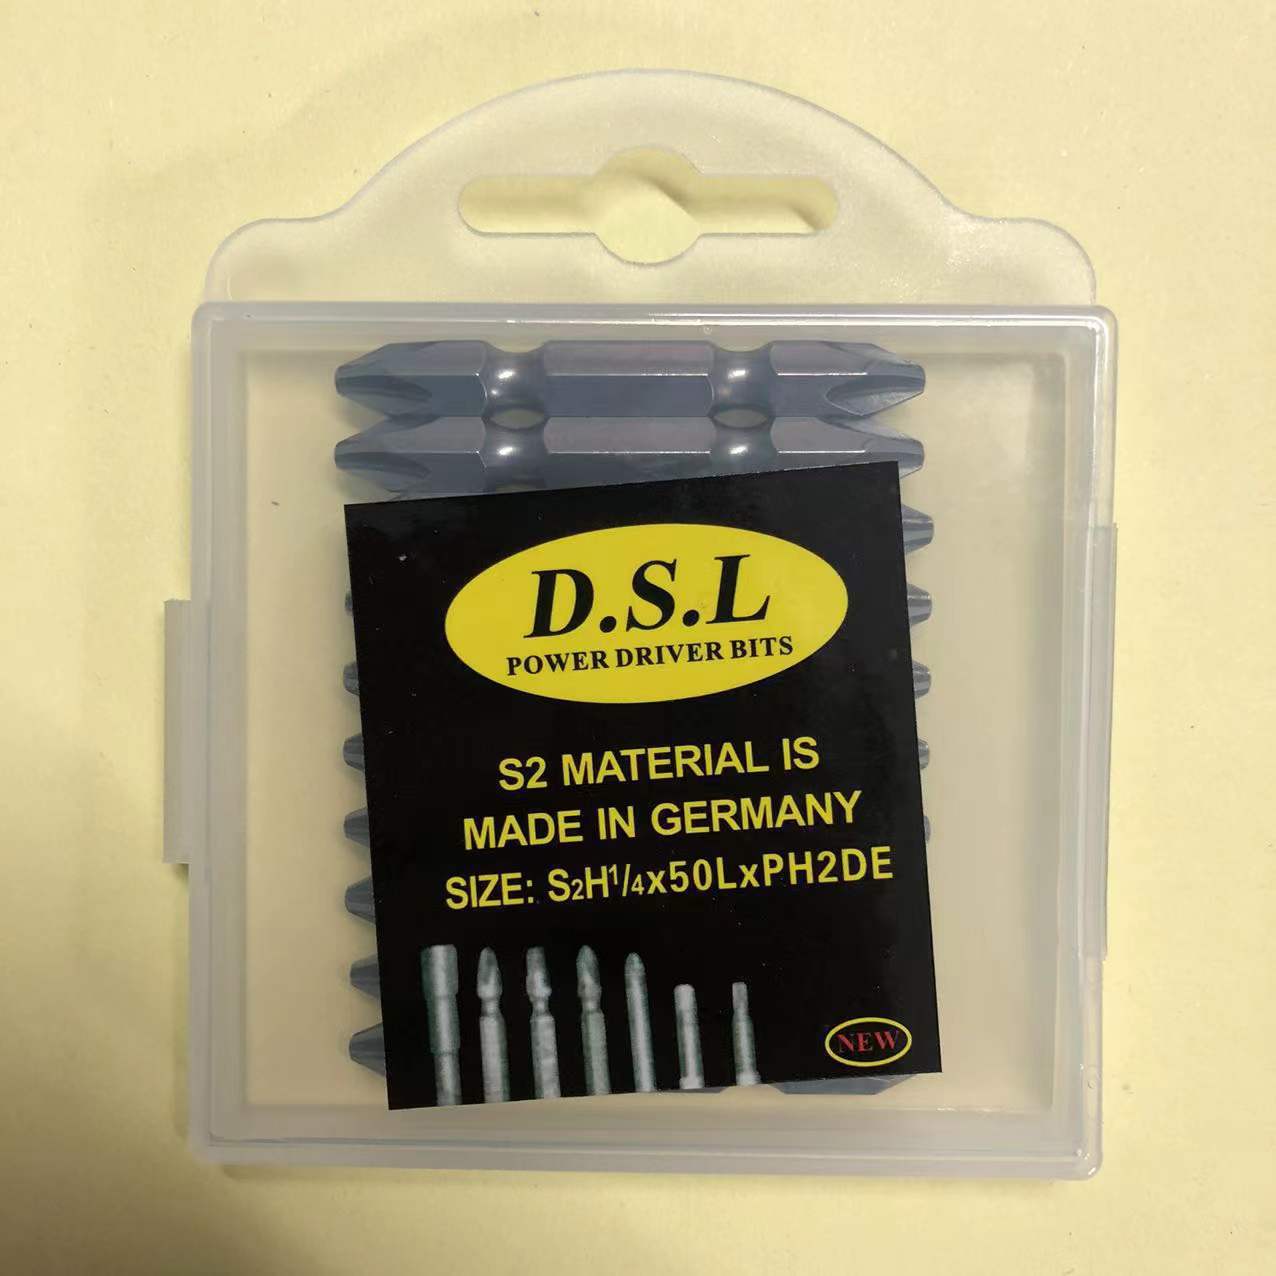 D.S.L
POWER DRIVER BITS
S2 MATERIAL IS
MADE IN GERMANY
SIZE: S2H1/4x50LxPH2DE
NEW